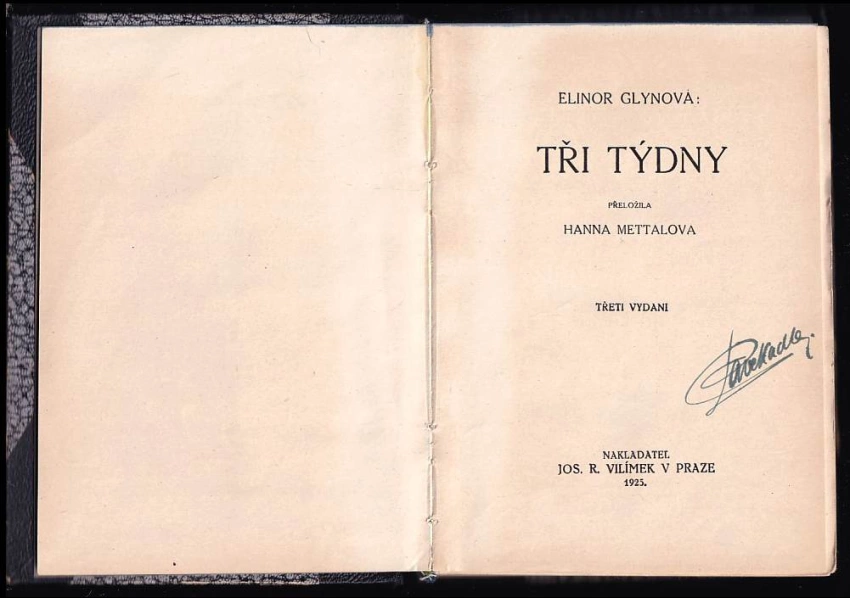 ELINOR GLYNOVÁ:
TŘI TÝDNY
PŘELOŽILA
HANNA METTALOVA
TŘETI VYDANI
NAKLADATEL
JOS. R. VILÍMEK V PRAZE
1925.